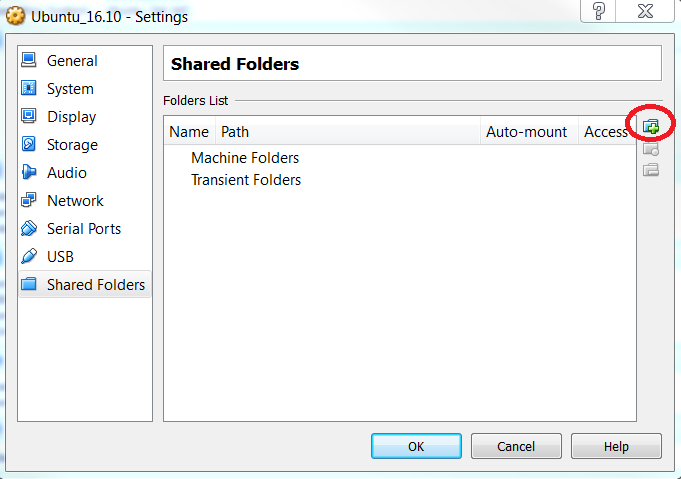 Ubuntu_16.10 - Settings
General
System
Display
Storage
Audio
Network
Serial Ports
USB
Shared Folders
Shared Folders
Folders List
Name Path Auto-mount Access
Machine Folders
Transient Folders
OK Cancel Help